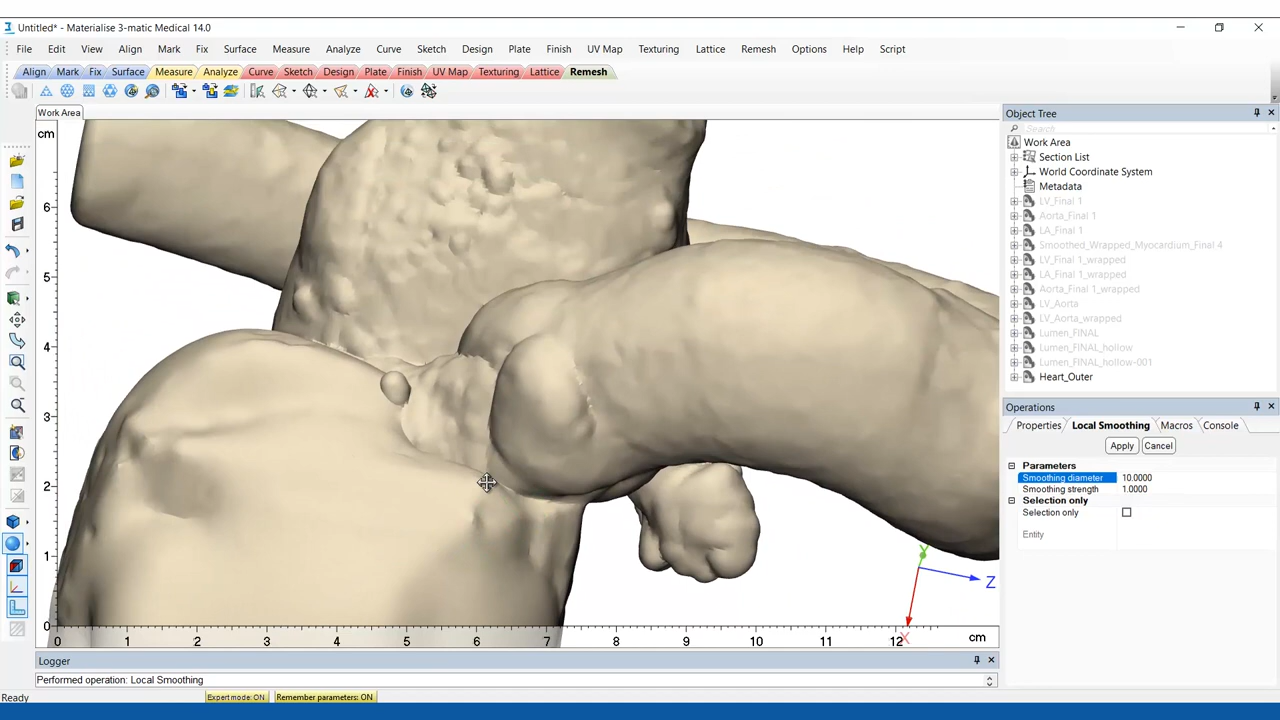 Untitled* - Materialise 3-matic Medical 14.0
File Edit View Align Mark Fix Surface Measure Analyze Curve Sketch Design Plate Finish UV Map Texturing Lattice Remesh Options Help Script
Align Mark Fix Surface Measure Analyze Curve Sketch Design Plate Finish UV Map Texturing Lattice Remesh
Work Area
cm
6
5
4
3
2
1
0
0 1 2 3 4 5 6 7 8 9 10 11 12 cm
Y
Z
X
Object Tree
Search
Work Area
Section List
World Coordinate System
Metadata
LV_Final 1
Aorta_Final 1
LA_Final 1
Smoothed_Wrapped_Myocardium_Final 4
LV_Final 1_wrapped
LA_Final 1_wrapped
Aorta_Final 1_wrapped
LV_Aorta
LV_Aorta_wrapped
Lumen_FINAL
Lumen_FINAL_hollow
Lumen_FINAL_hollow-001
Heart_Outer
Operations
Properties Local Smoothing Macros Console
Apply Cancel
Parameters
Smoothing diameter 10.0000
Smoothing strength 1.0000
Selection only
Selection only
Entity
Logger
Performed operation: Local Smoothing
Ready Expert mode: ON Remember parameters: ON